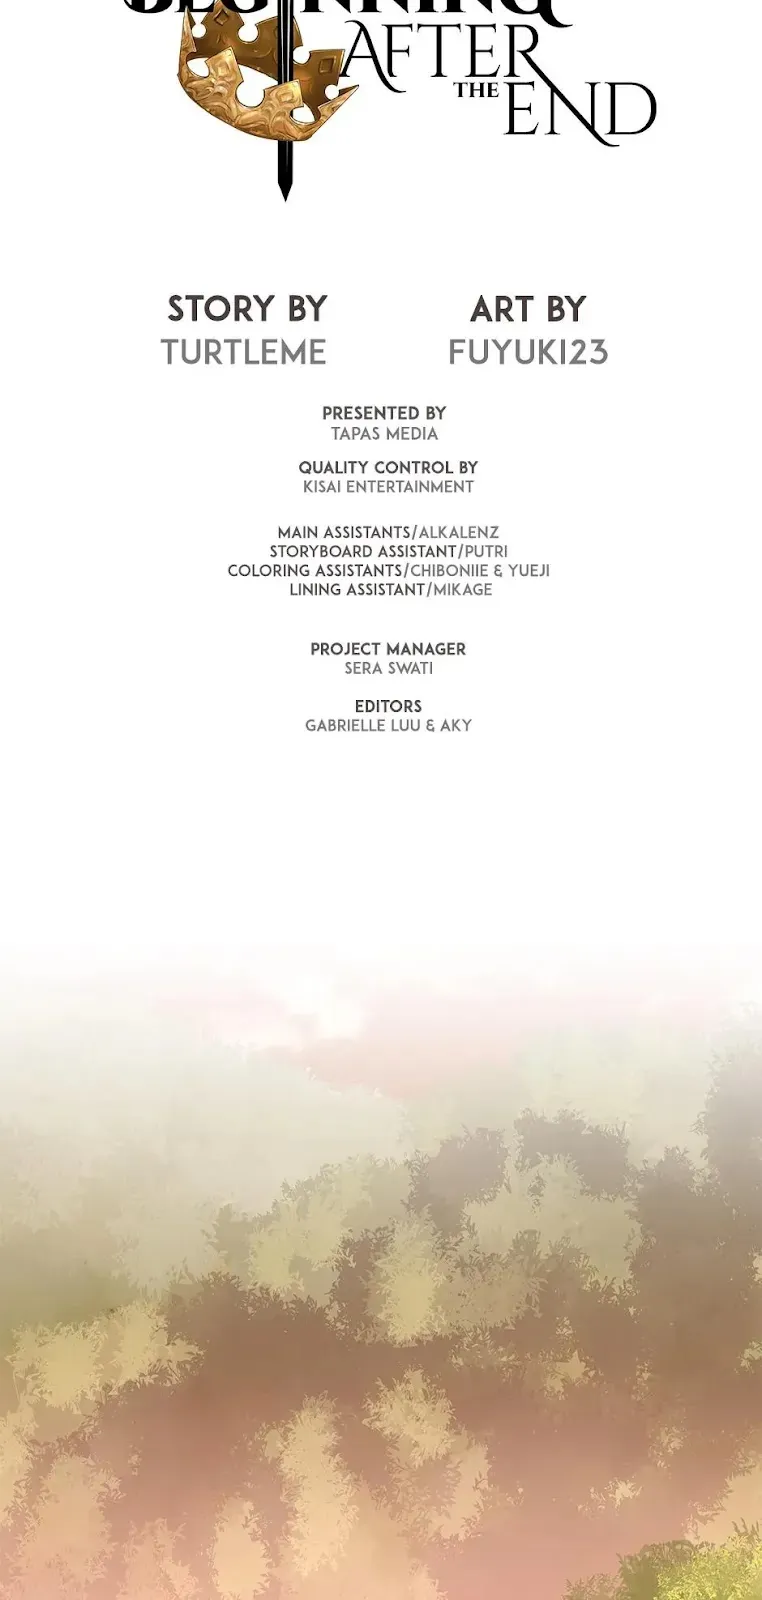 BEGINNING
AFTER
THE
END
STORY BY
TURTLEME
ART BY
FUYUKI23
PRESENTED BY
TAPAS MEDIA
QUALITY CONTROL BY
KISAI ENTERTAINMENT
MAIN ASSISTANTS/ALKALENZ
STORYBOARD ASSISTANT/PUTRI
COLORING ASSISTANTS/CHIBONIIE & YUEJI
LINING ASSISTANT/MIKAGE
PROJECT MANAGER
SERA SWATI
EDITORS
GABRIELLE LUU & AKY